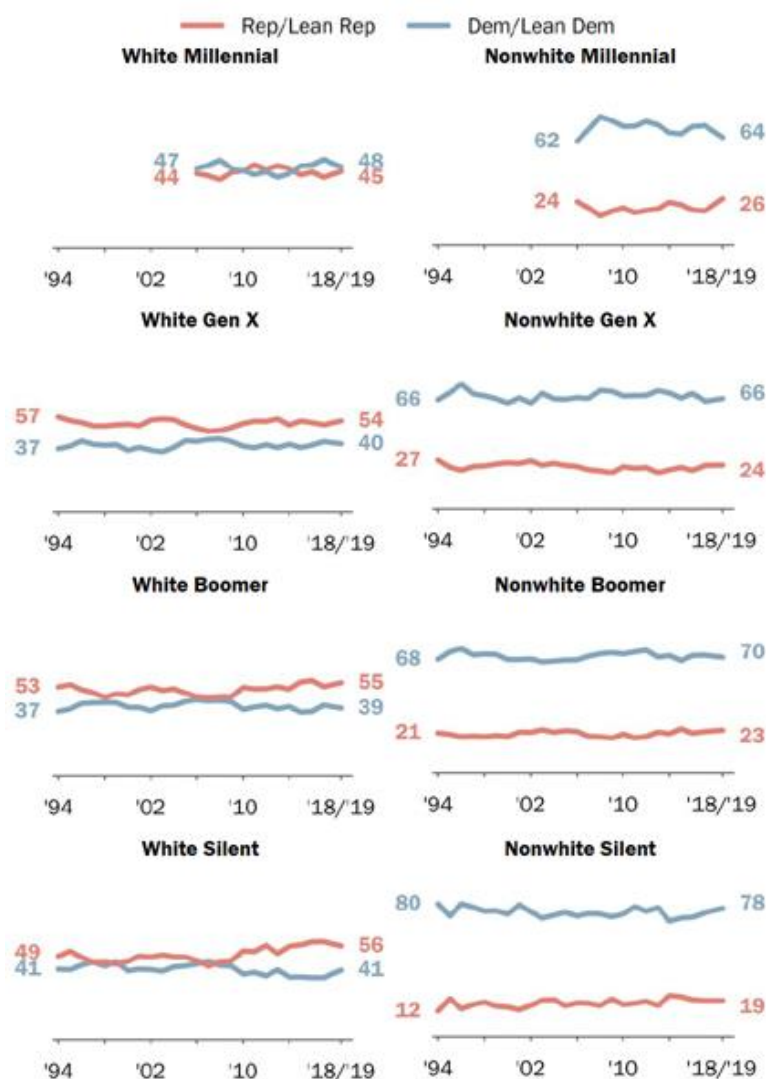 Rep/Lean Rep Dem/Lean Dem
White Millennial
47 48
44 45
'94 '02 '10 '18/'19
Nonwhite Millennial
62 64
24 26
'94 '02 '10 '18/'19
White Gen X
57 54
37 40
'94 '02 '10 '18/'19
Nonwhite Gen X
66 66
27 24
'94 '02 '10 '18/'19
White Boomer
53 55
37 39
'94 '02 '10 '18/'19
Nonwhite Boomer
68 70
21 23
'94 '02 '10 '18/'19
White Silent
49 56
41 41
'94 '02 '10 '18/'19
Nonwhite Silent
80 78
12 19
'94 '02 '10 '18/'19